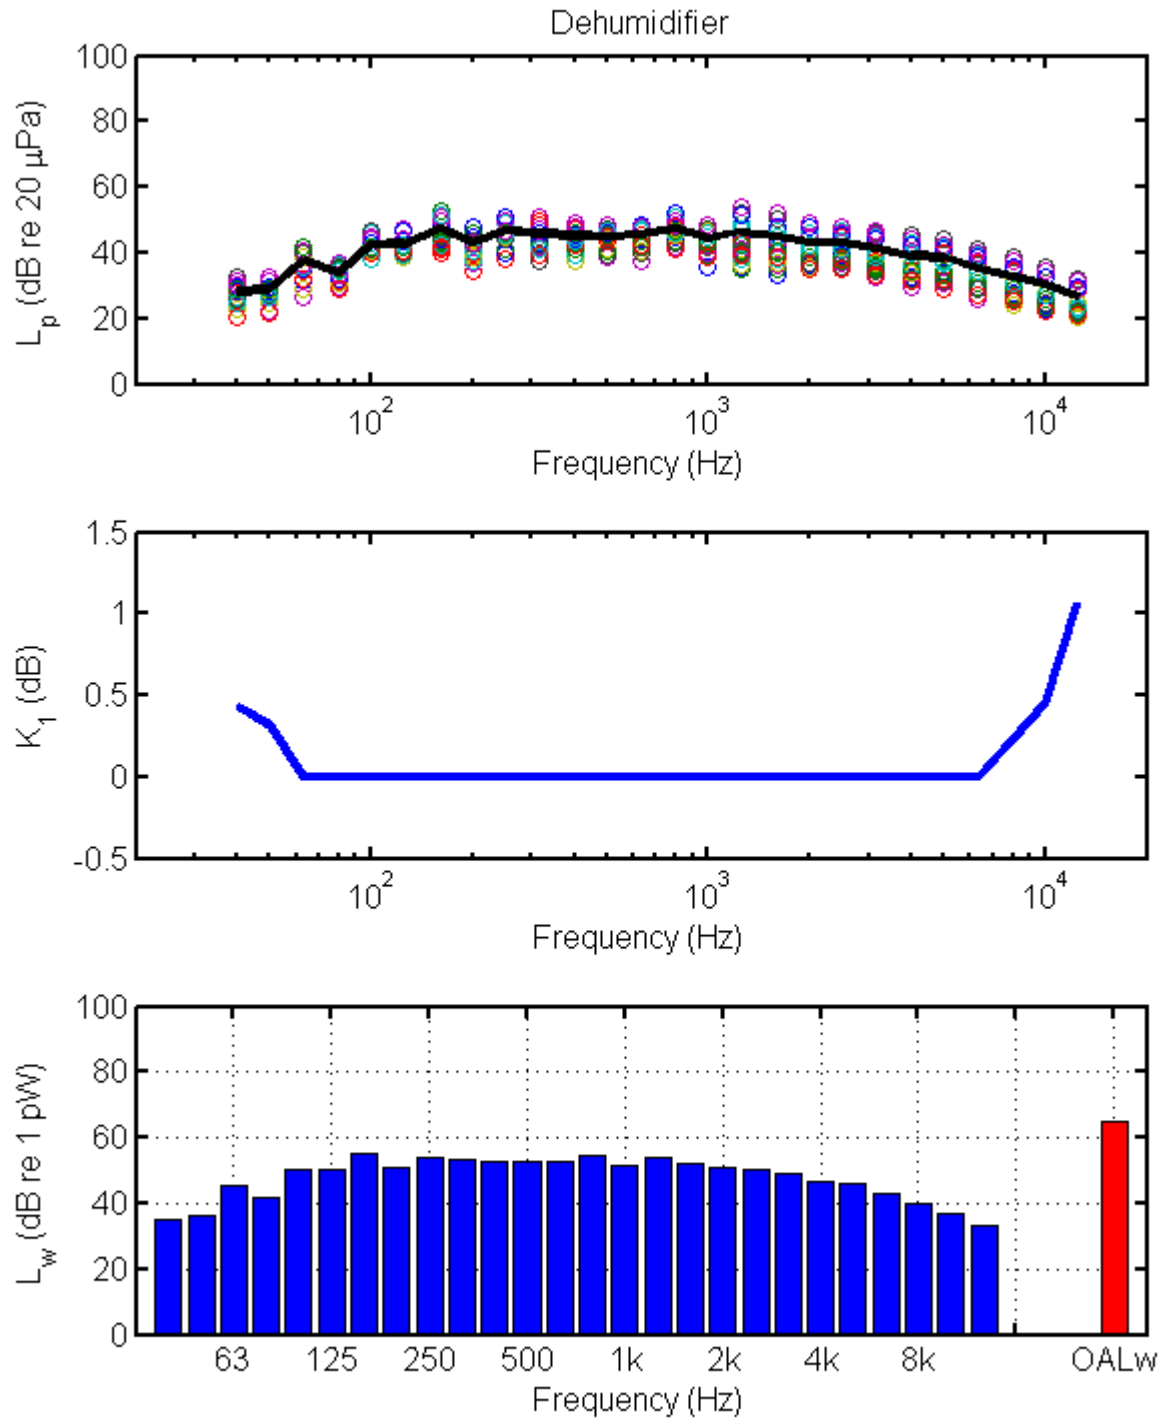 Dehumidifier
L_p (dB re 20 μPa)
100
80
60
40
20
0
10^2 10^3 10^4
Frequency (Hz)
K_1 (dB)
1.5
1
0.5
0
-0.5
10^2 10^3 10^4
Frequency (Hz)
L_w (dB re 1 pW)
100
80
60
40
20
0
63 125 250 500 1k 2k 4k 8k OALw
Frequency (Hz)